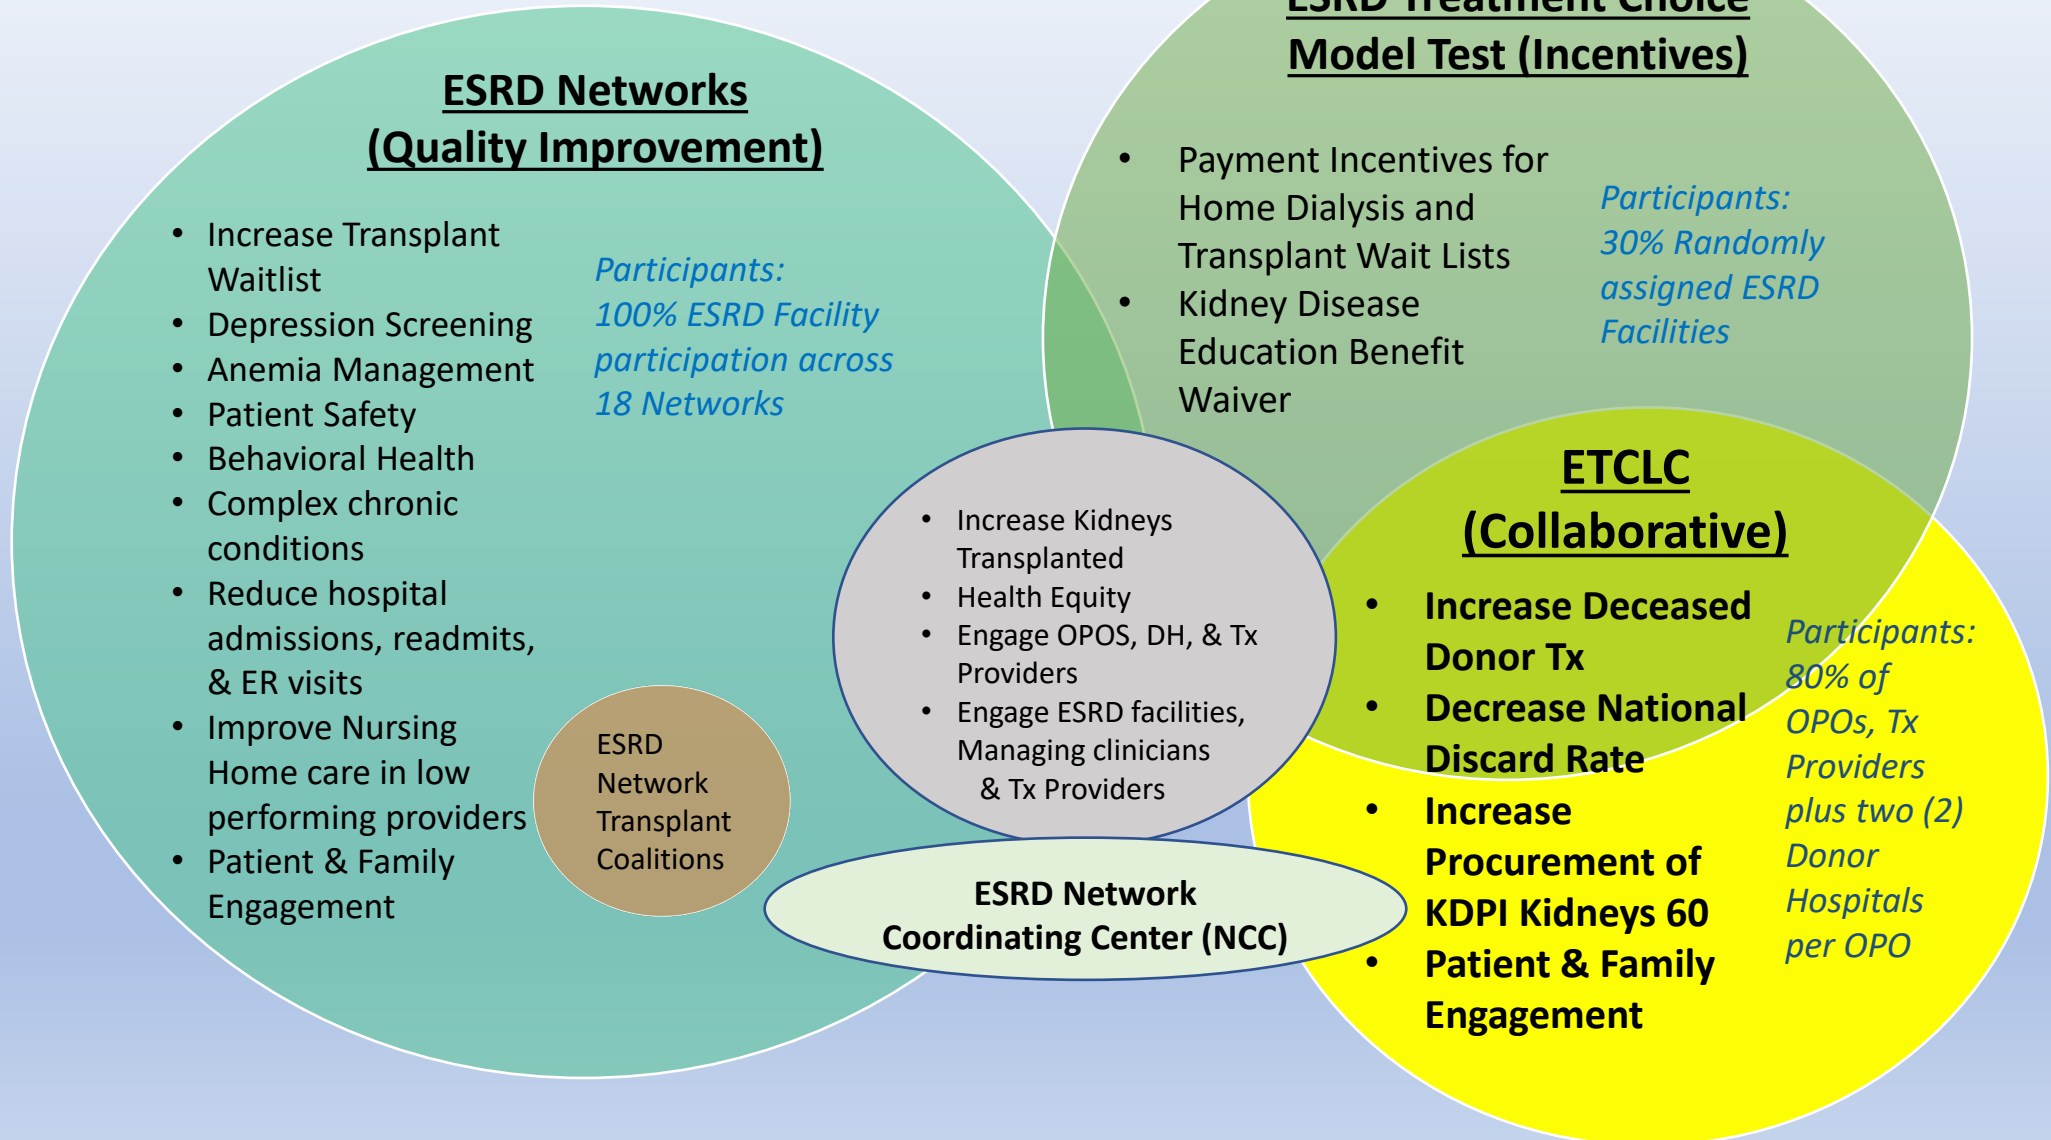 ESRD Networks
(Quality Improvement)
• Increase Transplant
Waitlist
• Depression Screening
• Anemia Management
• Patient Safety
• Behavioral Health
• Complex chronic
conditions
• Reduce hospital
admissions, readmits,
& ER visits
• Improve Nursing
Home care in low
performing providers
• Patient & Family
Engagement
Participants:
100% ESRD Facility
participation across
18 Networks
ESRD
Network
Transplant
Coalitions
ESRD Treatment Choice
Model Test (Incentives)
• Payment Incentives for
Home Dialysis and
Transplant Wait Lists
• Kidney Disease
Education Benefit
Waiver
Participants:
30% Randomly
assigned ESRD
Facilities
• Increase Kidneys
Transplanted
• Health Equity
• Engage OPOS, DH, & Tx
Providers
• Engage ESRD facilities,
Managing clinicians
& Tx Providers
ESRD Network
Coordinating Center (NCC)
ETCLC
(Collaborative)
• Increase Deceased
Donor Tx
• Decrease National
Discard Rate
• Increase
Procurement of
KDPI Kidneys 60
• Patient & Family
Engagement
Participants:
80% of
OPOs, Tx
Providers
plus two (2)
Donor
Hospitals
per OPO